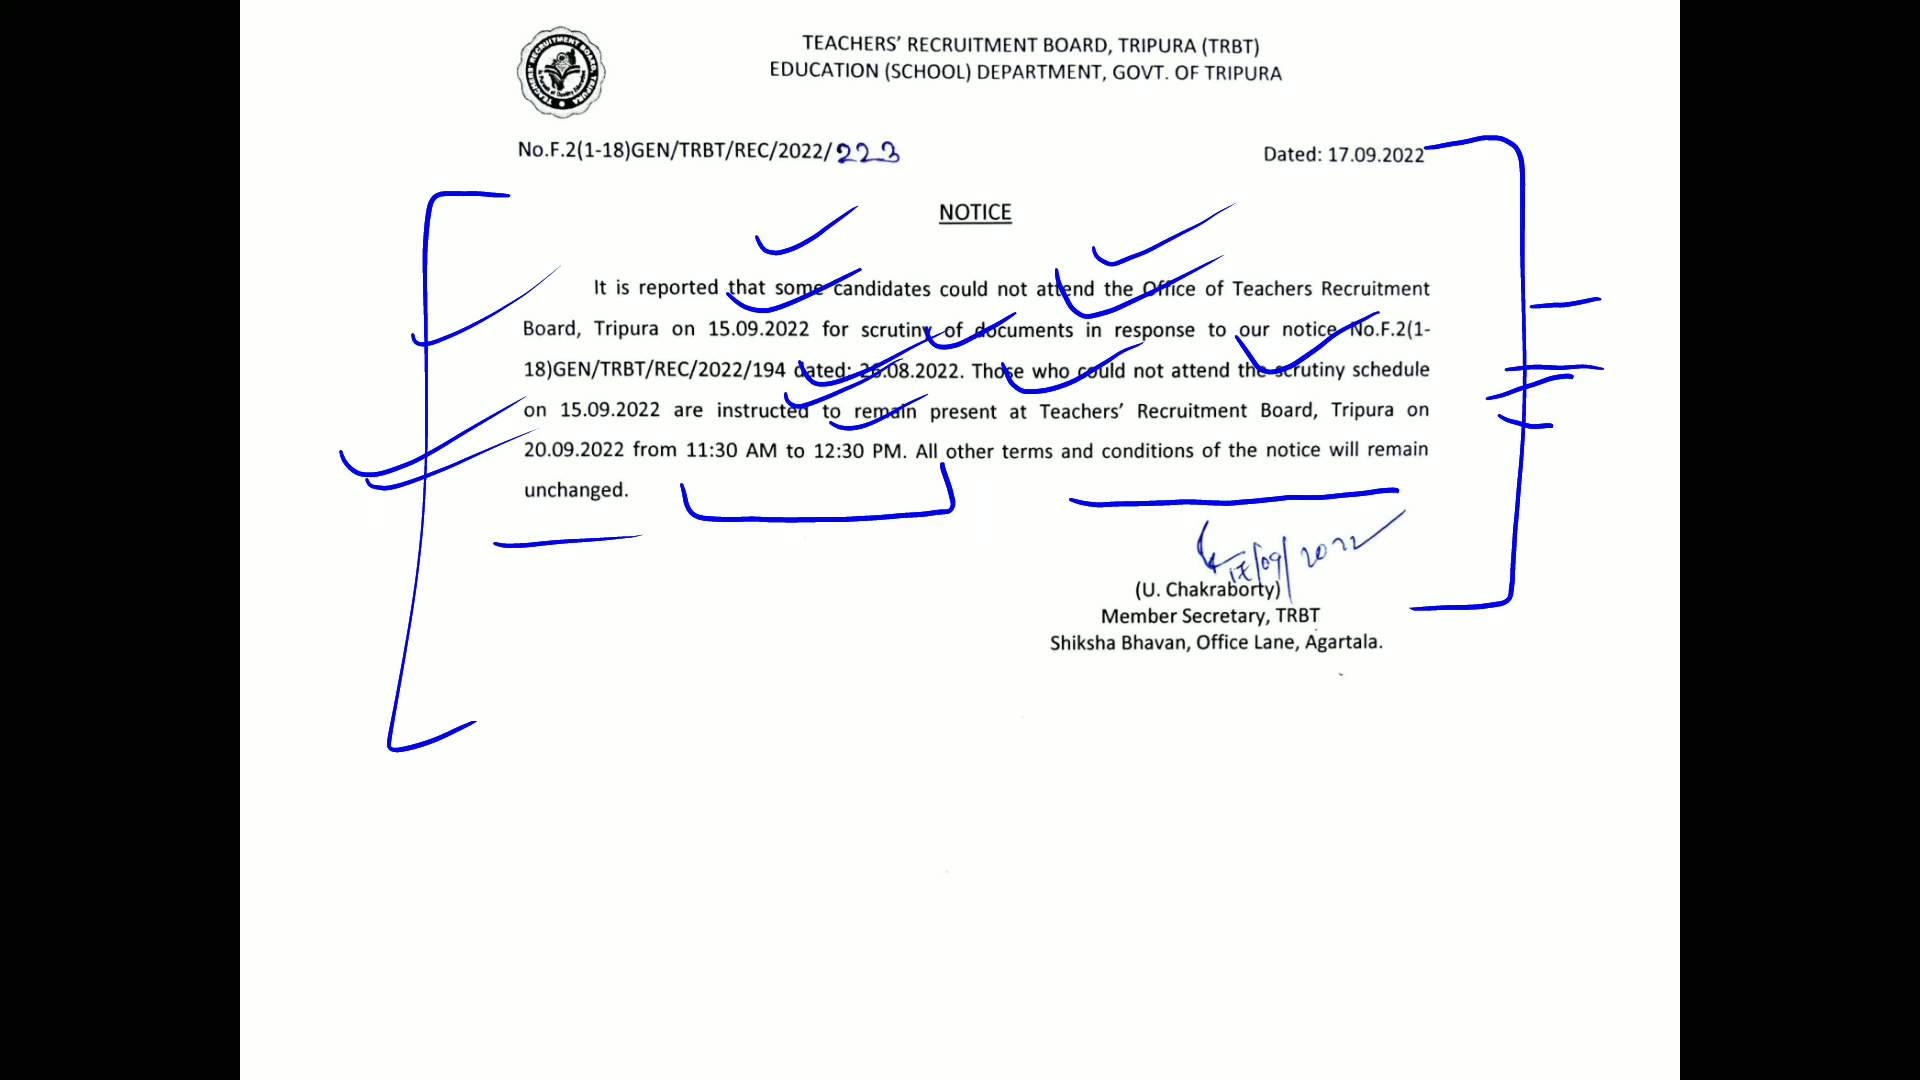 TEACHERS' RECRUITMENT BOARD, TRIPURA (TRBT)
EDUCATION (SCHOOL) DEPARTMENT, GOVT. OF TRIPURA
No.F.2(1-18)GEN/TRBT/REC/2022/223
Dated: 17.09.2022
NOTICE
It is reported that some candidates could not attend the Office of Teachers Recruitment
Board, Tripura on 15.09.2022 for scrutiny of documents in response to our notice No.F.2(1-
18)GEN/TRBT/REC/2022/194 dated: 26.08.2022. Those who could not attend the scrutiny schedule
on 15.09.2022 are instructed to remain present at Teachers' Recruitment Board, Tripura on
20.09.2022 from 11:30 AM to 12:30 PM. All other terms and conditions of the notice will remain
unchanged.
17/09/2022
(U. Chakraborty)
Member Secretary, TRBT
Shiksha Bhavan, Office Lane, Agartala.